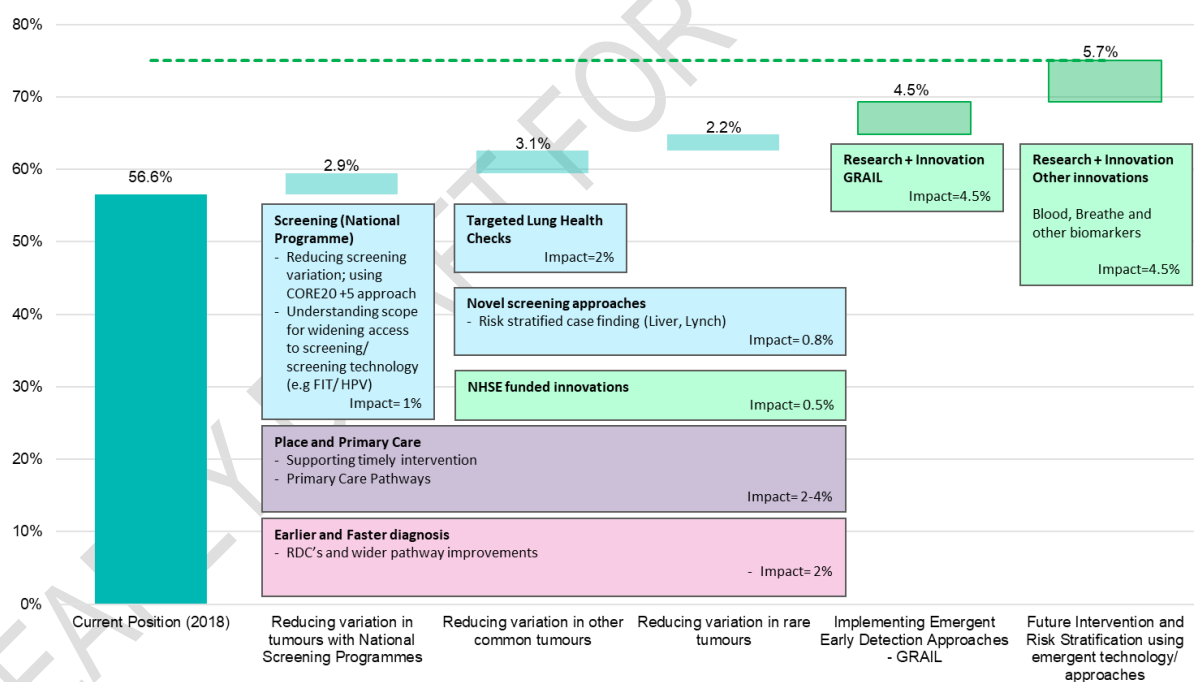 80%
70%
60%
50%
40%
30%
20%
10%
0%
56.6%
2.9%
3.1%
2.2%
4.5%
5.7%
Screening (National
Programme)
- Reducing screening
variation; using
CORE20 +5 approach
- Understanding scope
for widening access
to screening/
screening technology
(e.g FIT/ HPV)
Impact= 1%
Targeted Lung Health
Checks
Impact=2%
Novel screening approaches
- Risk stratified case finding (Liver, Lynch)
Impact= 0.8%
NHSE funded innovations
Impact= 0.5%
Place and Primary Care
- Supporting timely intervention
- Primary Care Pathways
Impact= 2-4%
Earlier and Faster diagnosis
- RDC's and wider pathway improvements
- Impact= 2%
Research + Innovation
GRAIL
Impact=4.5%
Research + Innovation
Other innovations
Blood, Breathe and
other biomarkers
Impact=4.5%
Current Position (2018)
Reducing variation in
tumours with National
Screening Programmes
Reducing variation in other
common tumours
Reducing variation in rare
tumours
Implementing Emergent
Early Detection Approaches
- GRAIL
Future Intervention and
Risk Stratification using
emergent technology/
approaches